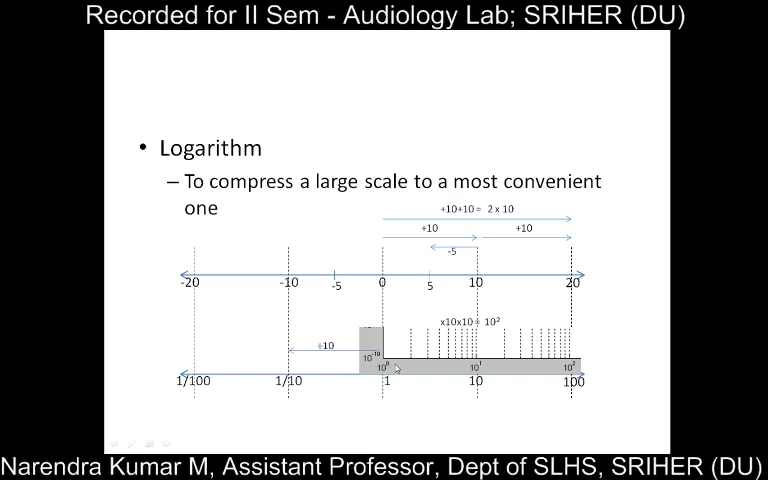 Recorded for II Sem - Audiology Lab; SRIHER (DU)
• Logarithm
– To compress a large scale to a most convenient
one
+10+10 = 2 x 10
+10 +10
-5
-20 -10 -5 0 5 10 20
x10x10 = 10²
÷10
10⁻¹⁰
10⁰ 10¹ 10²
1/100 1/10 1 10 100
Narendra Kumar M, Assistant Professor, Dept of SLHS, SRIHER (DU)